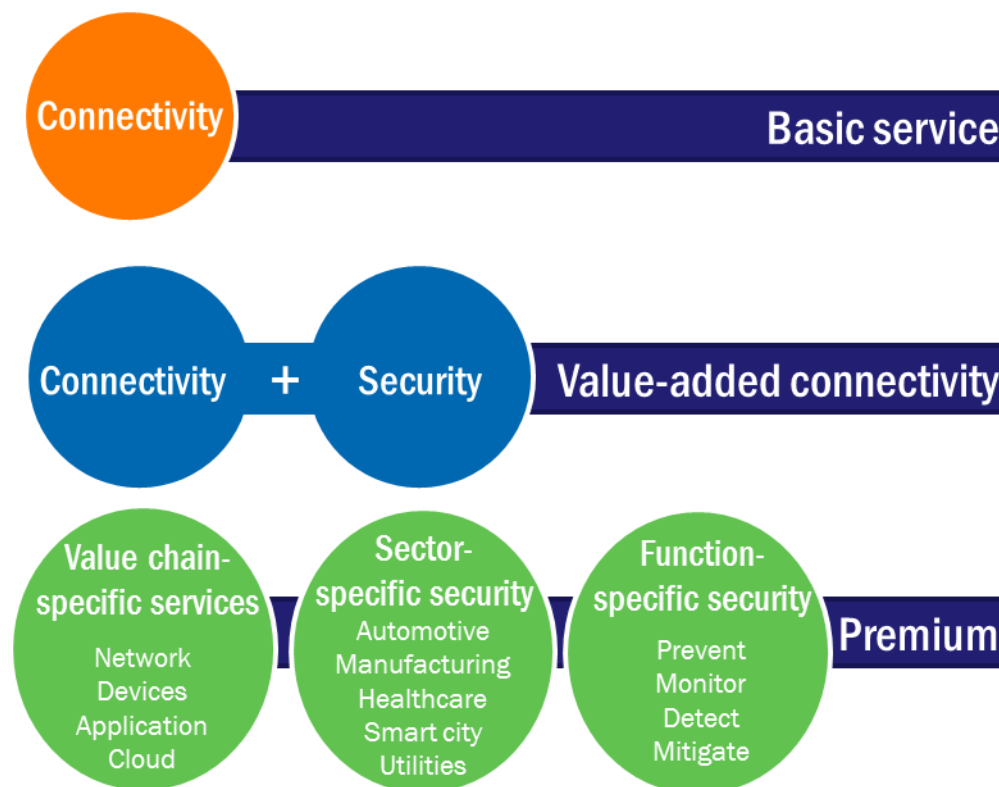 Connectivity
Basic service
Connectivity + Security
Value-added connectivity
Value chain-
specific services
Network
Devices
Application
Cloud
Sector-
specific security
Automotive
Manufacturing
Healthcare
Smart city
Utilities
Function-
specific security
Prevent
Monitor
Detect
Mitigate
Premium